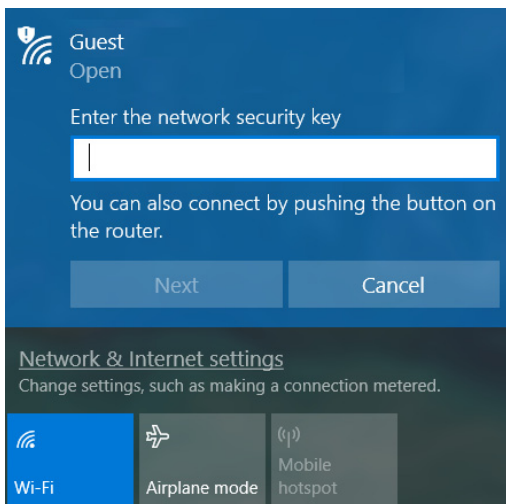 Guest
Open
Enter the network security key
You can also connect by pushing the button on
the router.
Next
Cancel
Network & Internet settings
Change settings, such as making a connection metered.
Wi-Fi
Airplane mode
Mobile
hotspot